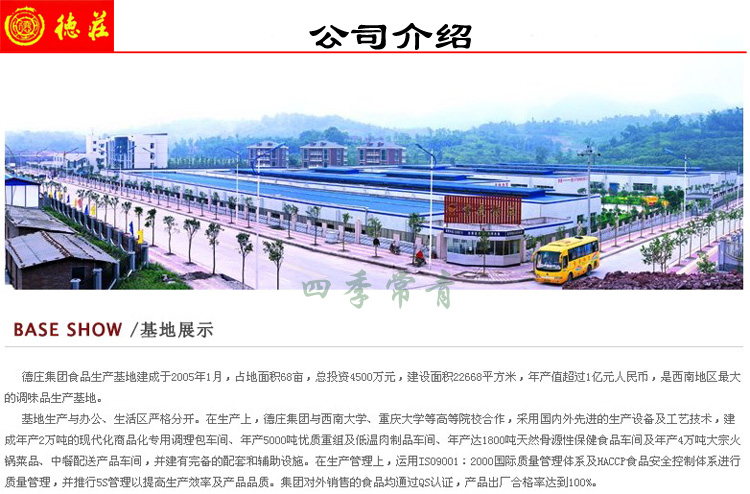 德莊
公司介绍
四季常青
BASE SHOW /基地展示
德庄集团食品生产基地建成于2005年1月，占地面积68亩，总投资4500万元，建设面积22668平方米，年产值超过1亿元人民币，是西南地区最大
的调味品生产基地。
基地生产与办公、生活区严格分开。在生产上，德庄集团与西南大学、重庆大学等高等院校合作，采用国内外先进的生产设备及工艺技术，建
成年产2万吨的现代化商品化专用调理包车间、年产5000吨优质重组及低温肉制品车间、年产达1800吨天然骨源性保健食品车间及年产4万吨大宗火
锅菜品、中餐配送产品车间，并建有完备的配套和辅助设施。在生产管理上，运用ISO9001：2000国际质量管理体系及HACCP食品安全控制体系进行
质量管理，并推行5S管理以提高生产效率及产品品质。集团对外销售的食品均通过QS认证，产品出厂合格率达到100%。